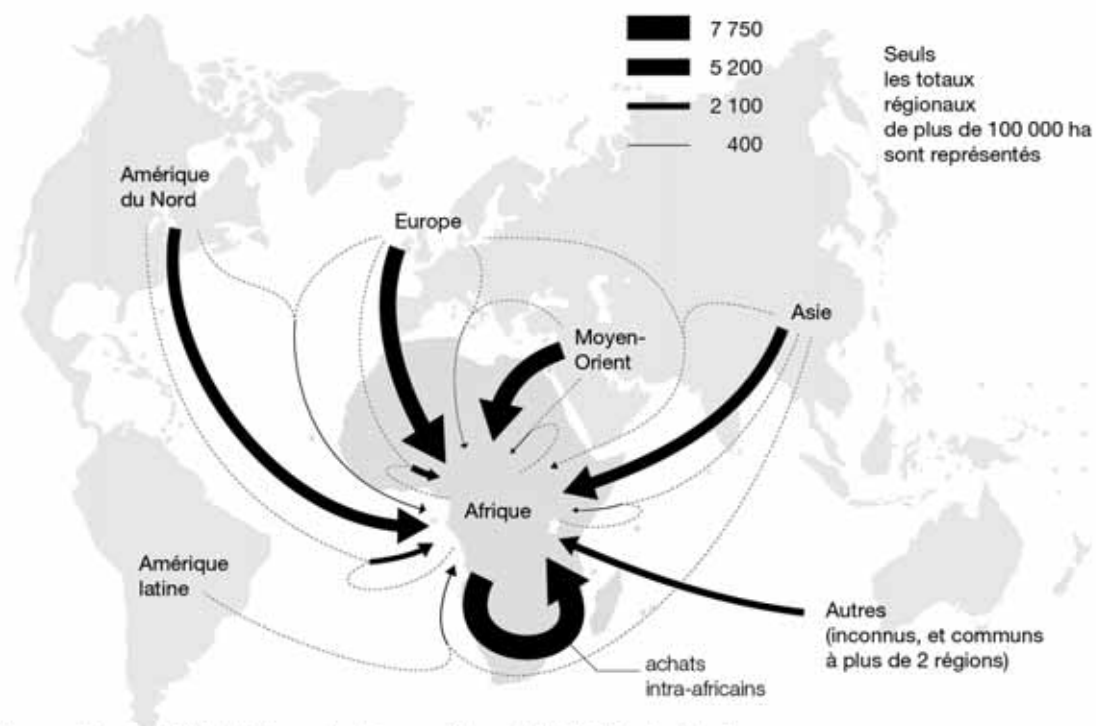 7 750
5 200
2 100
400
Seuls
les totaux
régionaux
de plus de 100 000 ha
sont représentés
Amérique
du Nord
Europe
Asie
Moyen-
Orient
Afrique
Amérique
latine
Autres
(inconnus, et communs
à plus de 2 régions)
achats
intra-africains